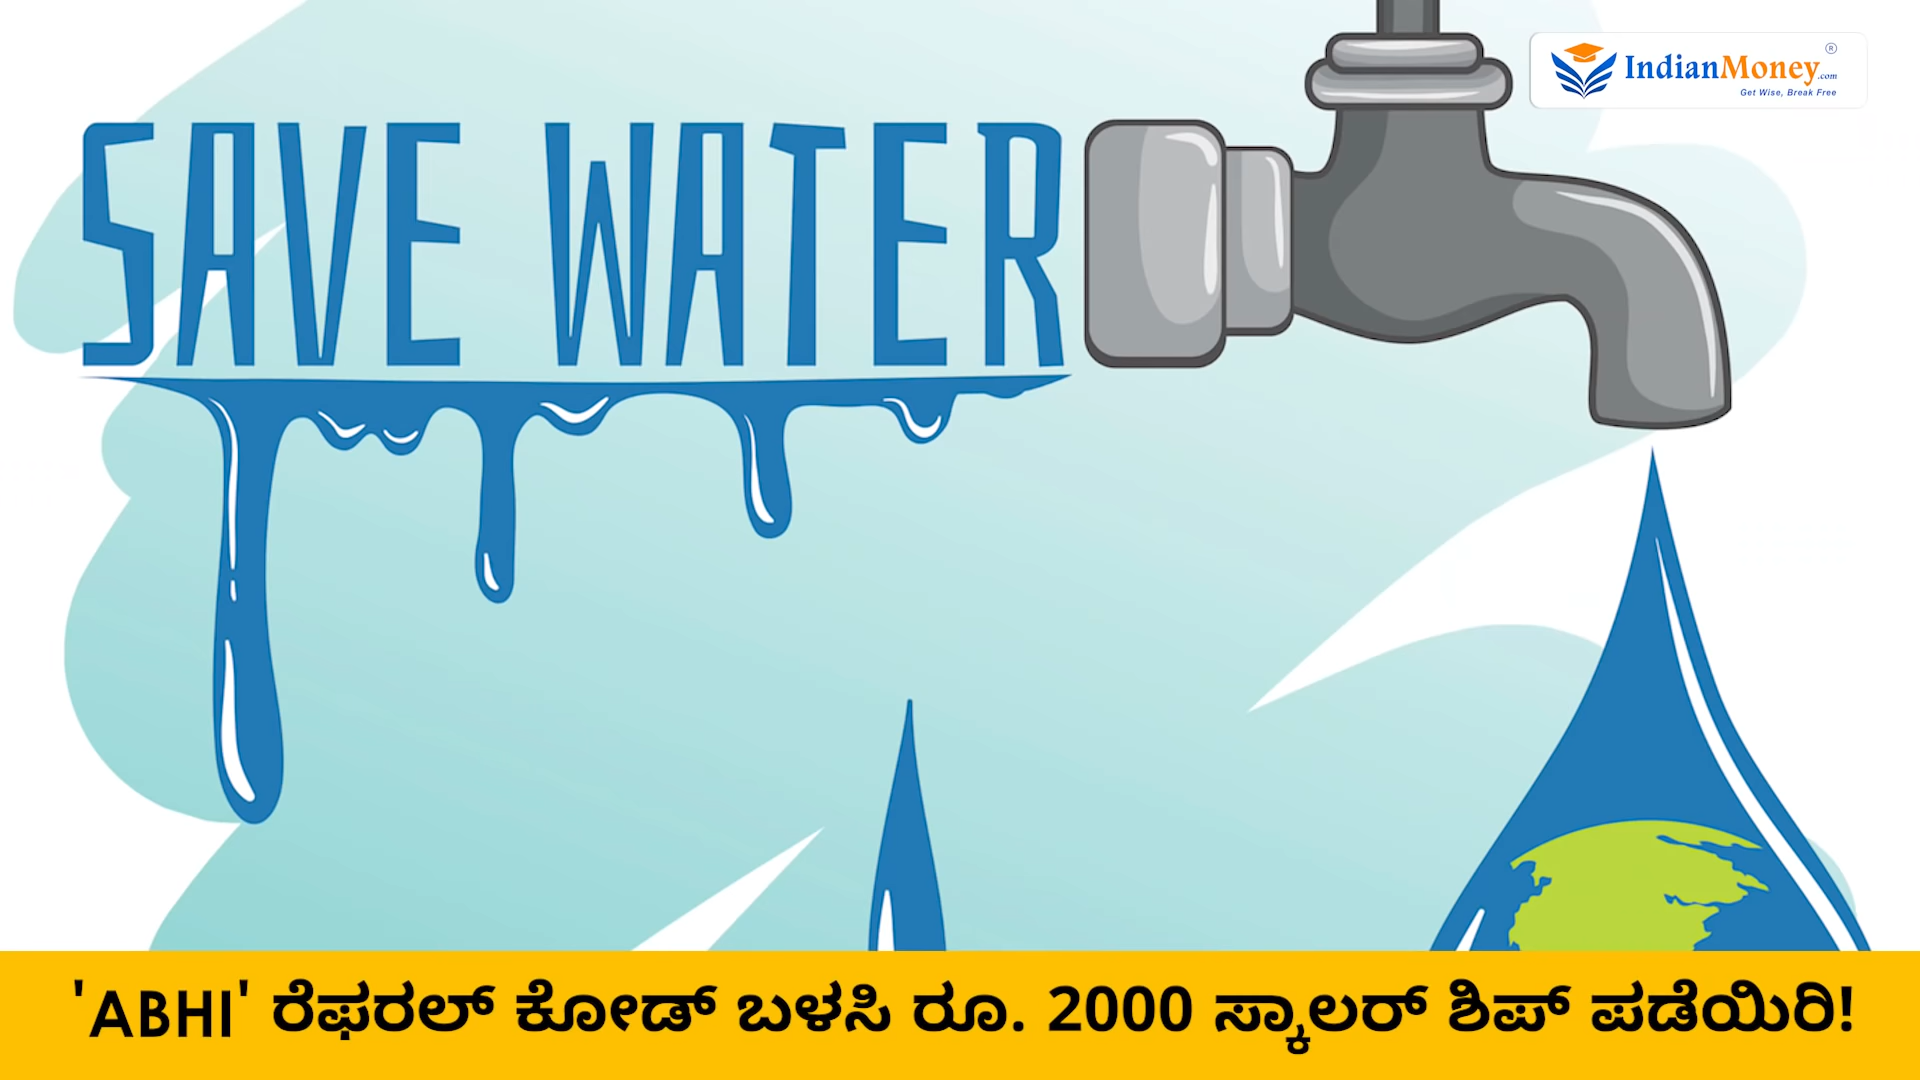 IndianMoney.com ®
Get Wise, Break Free
SAVE WATER
'ABHI' ರೆಫರಲ್ ಕೋಡ್ ಬಳಸಿ ರೂ. 2000 ಸ್ಕಾಲರ್ ಶಿಪ್ ಪಡೆಯಿರಿ!